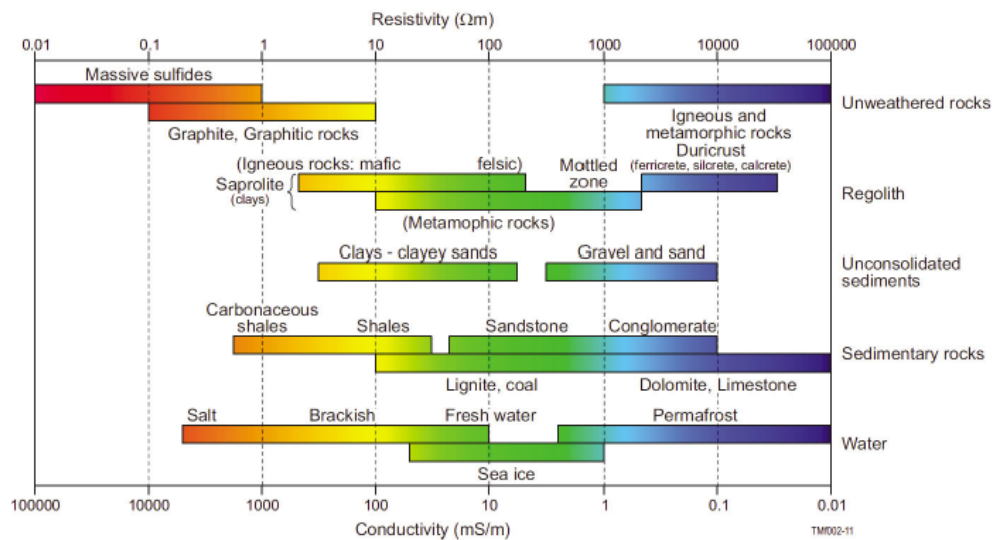 Resistivity (Ωm)
0.01 0.1 1 10 100 1000 10000 100000
Massive sulfides
Unweathered rocks
Graphite, Graphitic rocks
Igneous and
metamorphic rocks
Duricrust
(ferricrete, silcrete, calcrete)
(Igneous rocks: mafic felsic)
Mottled
zone
Saprolite
(clays)
Regolith
(Metamophic rocks)
Clays - clayey sands
Gravel and sand
Unconsolidated
sediments
Carbonaceous
shales
Shales
Sandstone
Conglomerate
Sedimentary rocks
Lignite, coal
Dolomite, Limestone
Salt
Brackish
Fresh water
Permafrost
Water
Sea ice
100000 10000 1000 100 10 1 0.1 0.01
Conductivity (mS/m)
TMf002-11